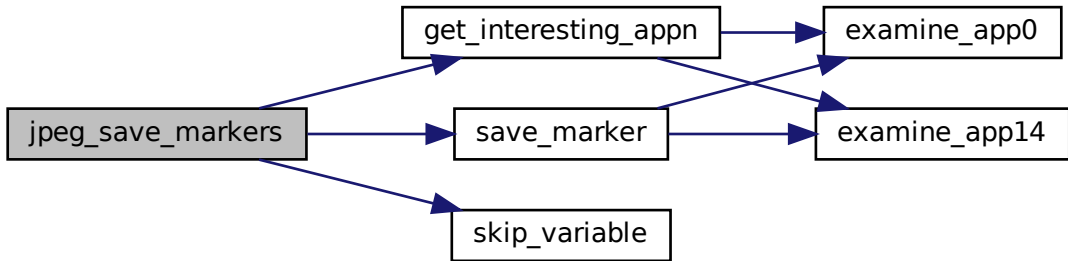 get_interesting_appn
examine_app0
jpeg_save_markers
save_marker
examine_app14
skip_variable